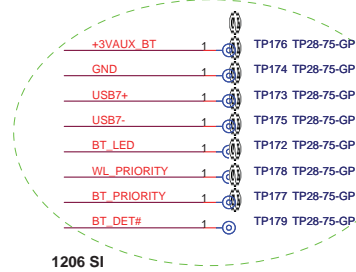 +3VAUX_BT 1 TP176 TP28-75-GP
GND 1 TP174 TP28-75-GP
USB7+ 1 TP173 TP28-75-GP
USB7- 1 TP175 TP28-75-GP
BT_LED 1 TP172 TP28-75-GP
WL_PRIORITY 1 TP178 TP28-75-GP
BT_PRIORITY 1 TP177 TP28-75-GP
BT_DET# 1 TP179 TP28-75-GP
1206 SI